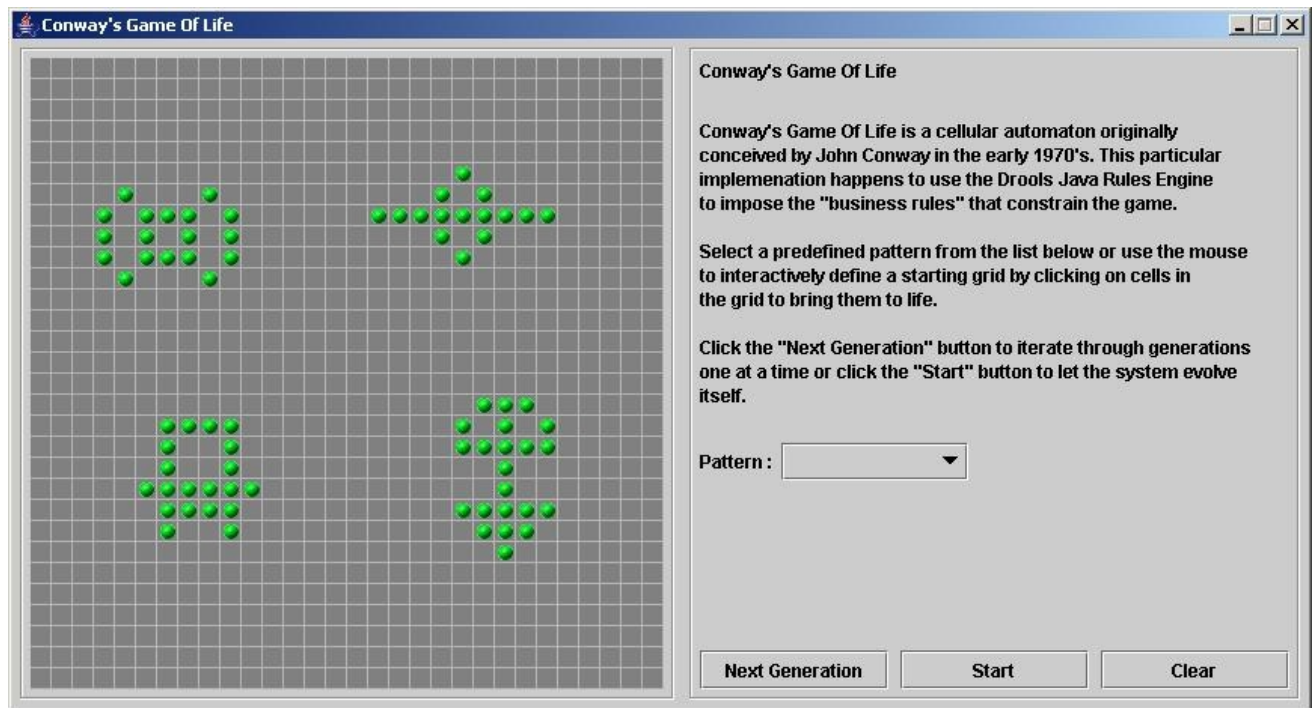 Conway's Game Of Life
Conway's Game Of Life
Conway's Game Of Life is a cellular automaton originally
conceived by John Conway in the early 1970's. This particular
implemenation happens to use the Drools Java Rules Engine
to impose the "business rules" that constrain the game.
Select a predefined pattern from the list below or use the mouse
to interactively define a starting grid by clicking on cells in
the grid to bring them to life.
Click the "Next Generation" button to iterate through generations
one at a time or click the "Start" button to let the system evolve
itself.
Pattern :
Next Generation
Start
Clear